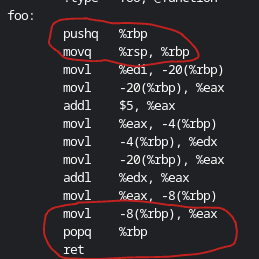 foo:
pushq %rbp
movq %rsp, %rbp
movl %edi, -20(%rbp)
movl -20(%rbp), %eax
addl $5, %eax
movl %eax, -4(%rbp)
movl -4(%rbp), %edx
movl -20(%rbp), %eax
addl %edx, %eax
movl %eax, -8(%rbp)
movl -8(%rbp), %eax
popq %rbp
ret